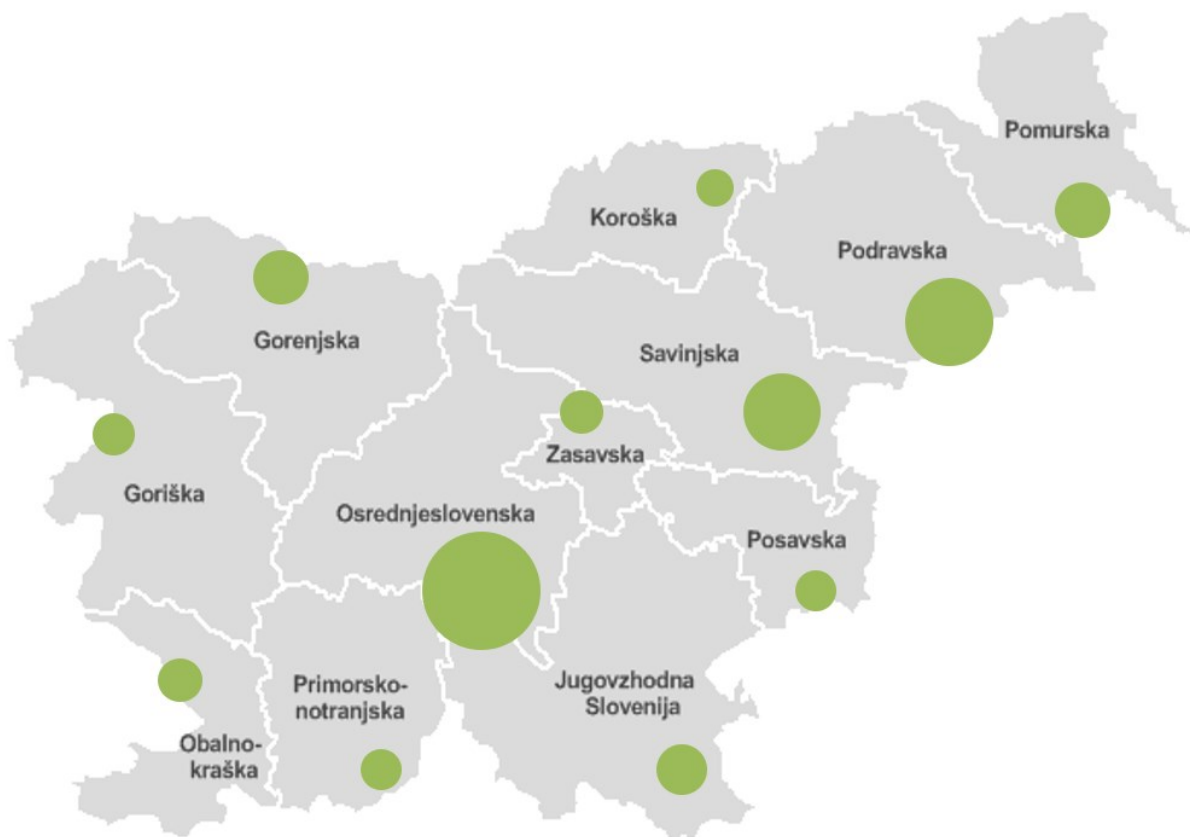 Pomurska
Koroška
Podravska
Gorenjska
Savinjska
Zasavska
Goriška
Osrednjeslovenska
Posavska
Primorsko-
notranjska
Jugovzhodna
Slovenija
Obalno-
kraška